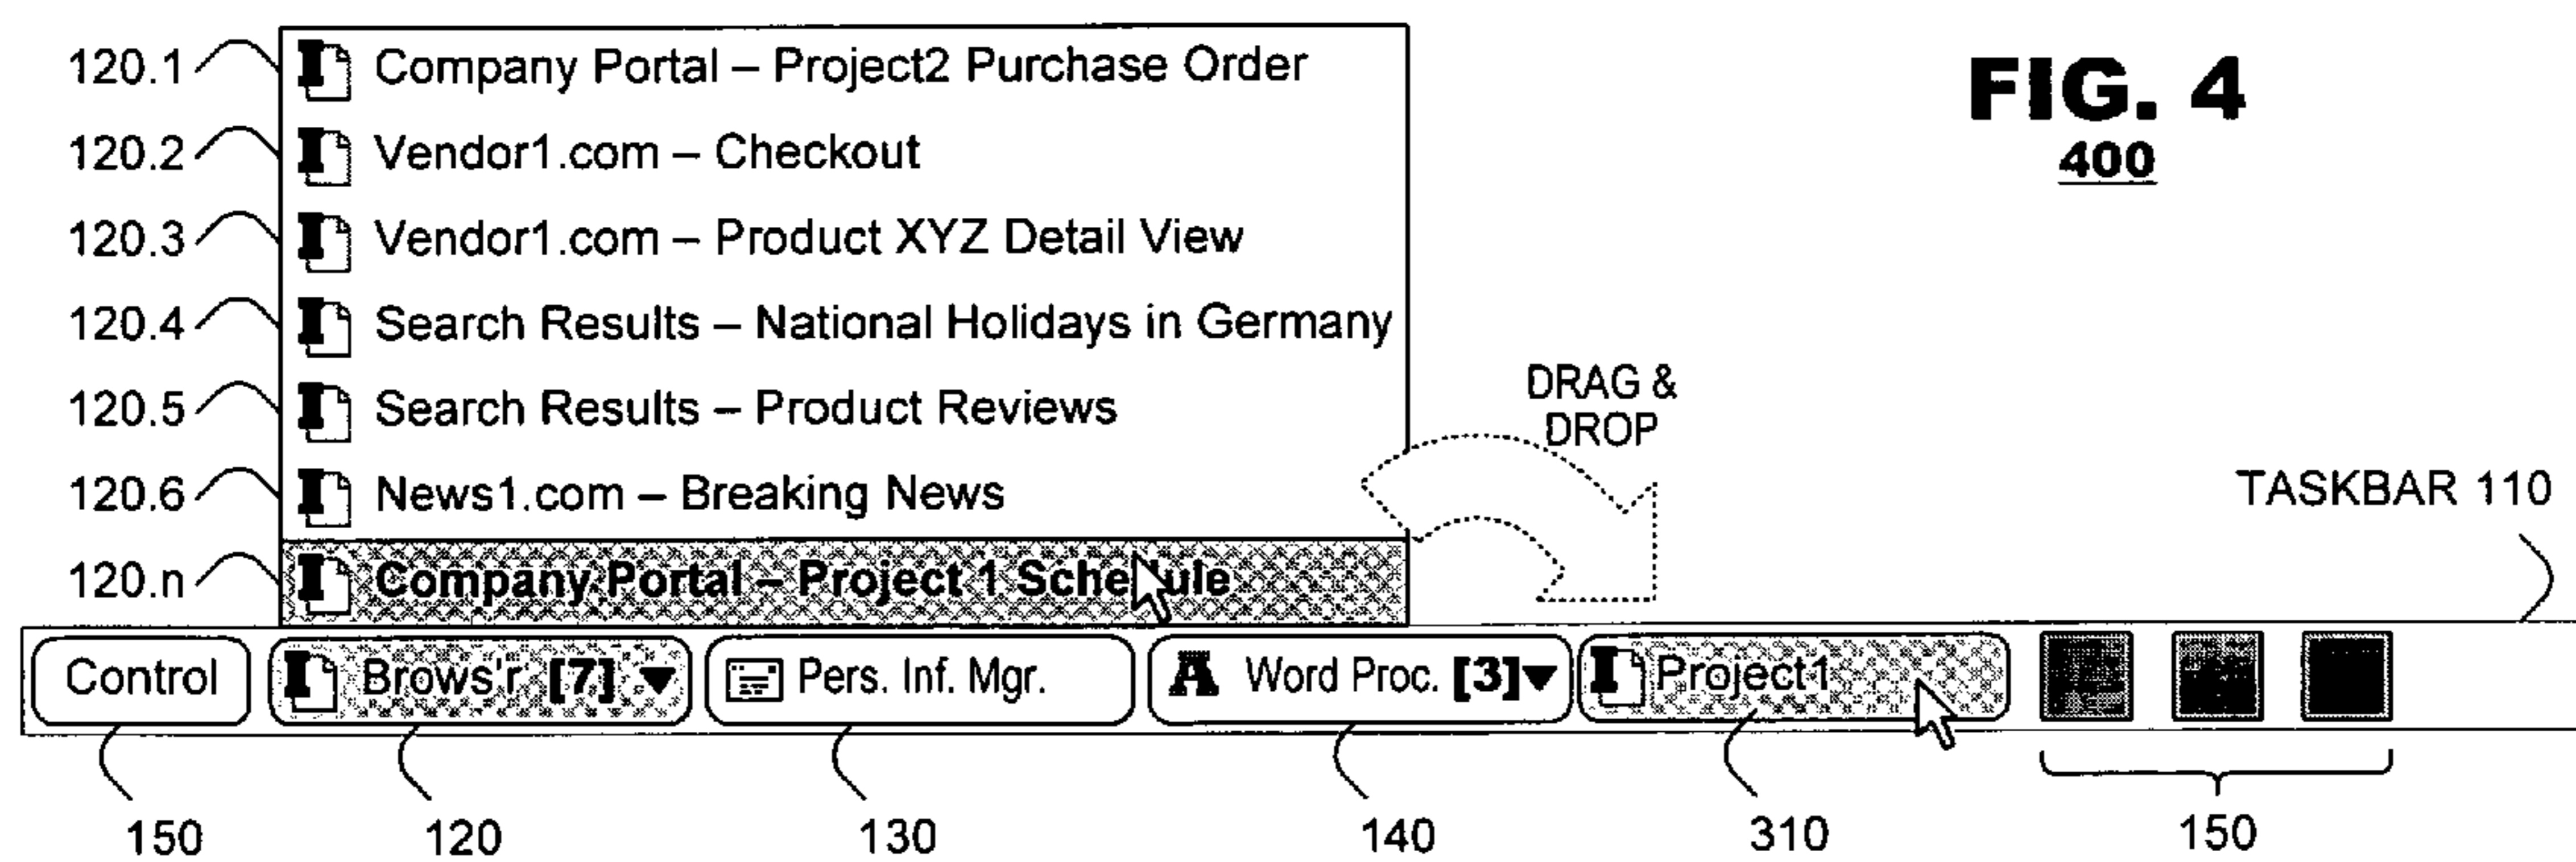 120.1 Company Portal – Project2 Purchase Order
FIG. 4
400
120.2 Vendor1.com – Checkout
120.3 Vendor1.com – Product XYZ Detail View
120.4 Search Results – National Holidays in Germany
120.5 Search Results – Product Reviews
DRAG &
DROP
120.6 News1.com – Breaking News
TASKBAR 110
120.n Company Portal – Project 1 Schedule
Control Brows'r [7] Pers. Inf. Mgr. A Word Proc. [3] Project1
150 120 130 140 310 150